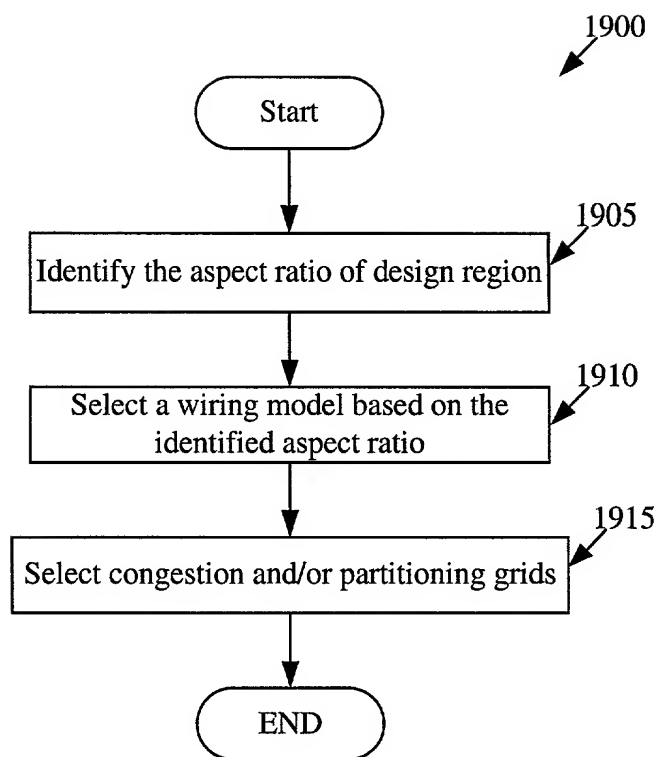 1900
Start
1905
Identify the aspect ratio of design region
1910
Select a wiring model based on the
identified aspect ratio
1915
Select congestion and/or partitioning grids
END